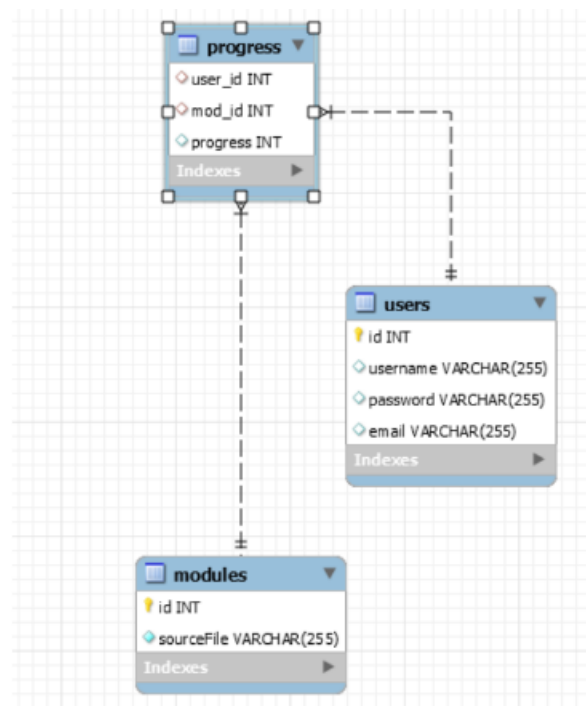 progress
user_id INT
mod_id INT
progress INT
Indexes
users
id INT
username VARCHAR(255)
password VARCHAR(255)
email VARCHAR(255)
Indexes
modules
id INT
sourceFile VARCHAR(255)
Indexes